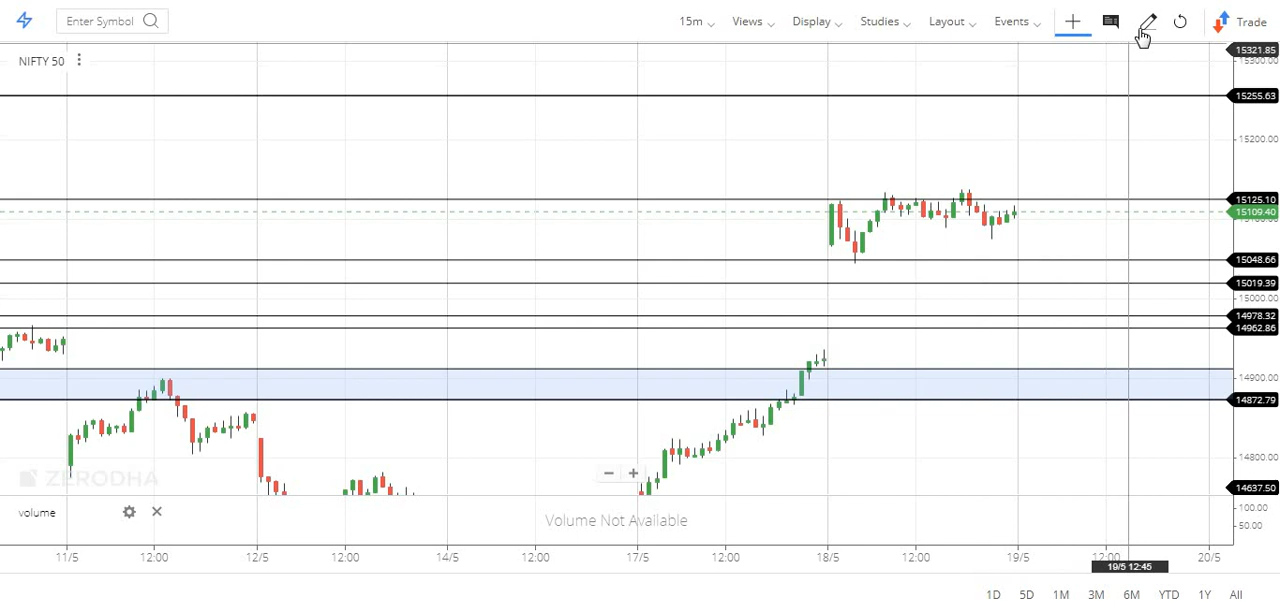 Enter Symbol
15m Views Display Studies Layout Events Trade
NIFTY 50
15321.85
15300.00
15255.63
15200.00
15125.10
15109.40
15048.66
15019.39
15000.00
14978.32
14962.86
14900.00
14872.79
14800.00
ZERODHA
14637.50
volume
Volume Not Available
100.00
50.00
11/5 12:00 12/5 12:00 14/5 12:00 17/5 12:00 18/5 12:00 19/5 12:00 20/5
19/5 12:45
1D 5D 1M 3M 6M YTD 1Y All